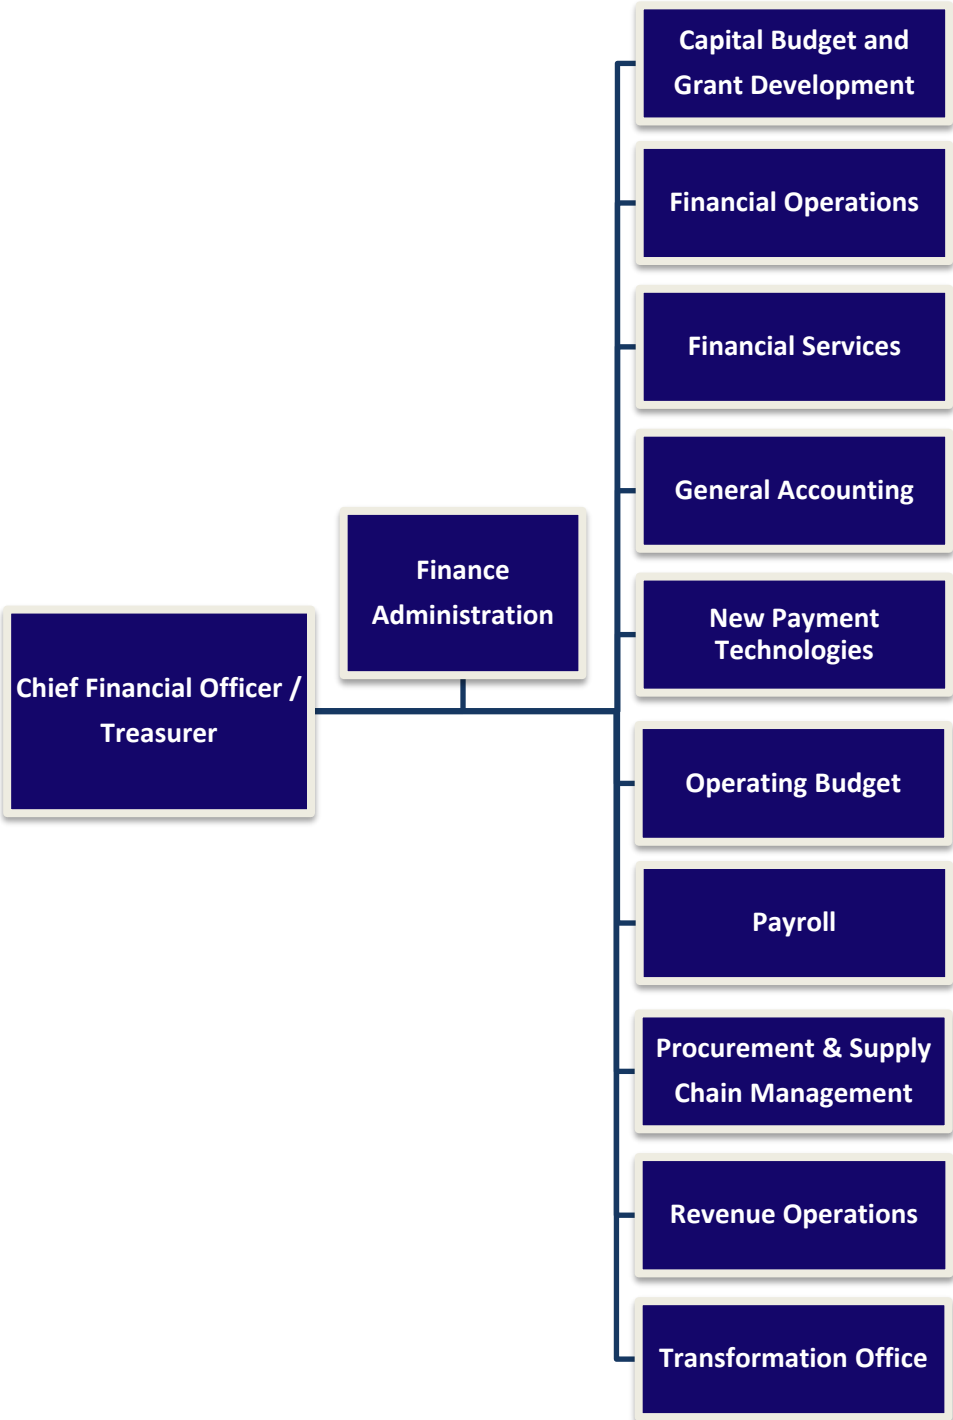 Capital Budget and
Grant Development
Financial Operations
Financial Services
General Accounting
Finance
Administration
New Payment
Technologies
Chief Financial Officer /
Treasurer
Operating Budget
Payroll
Procurement & Supply
Chain Management
Revenue Operations
Transformation Office